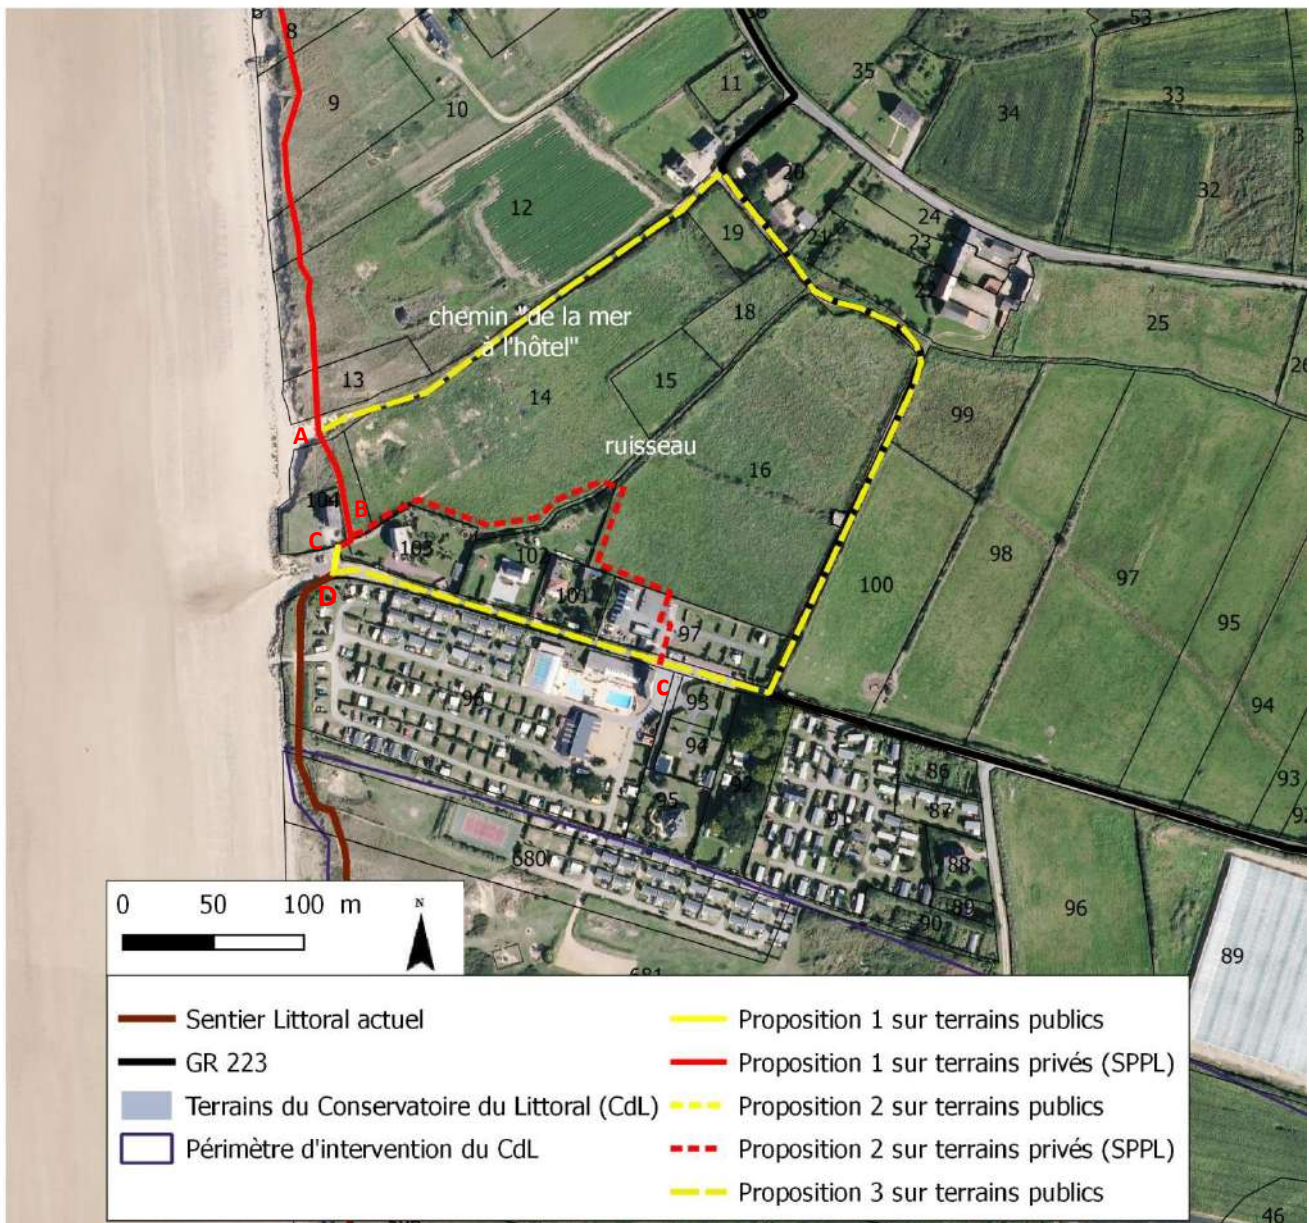 8
53
9
10
11
35
34
33
32
12
20
24
23
21
22
19
25
18
chemin "de la mer
à l'hôtel"
13
14
15
99
A
ruisseau
16
104
B
C
103
102
101
100
98
97
95
94
93
D
97
C
96
93
94
95
92
91
86
87
88
89
90
96
680
681
89
46
0 50 100 m
N
Sentier Littoral actuel
GR 223
Terrains du Conservatoire du Littoral (CdL)
Périmètre d'intervention du CdL
Proposition 1 sur terrains publics
Proposition 1 sur terrains privés (SPPL)
Proposition 2 sur terrains publics
Proposition 2 sur terrains privés (SPPL)
Proposition 3 sur terrains publics